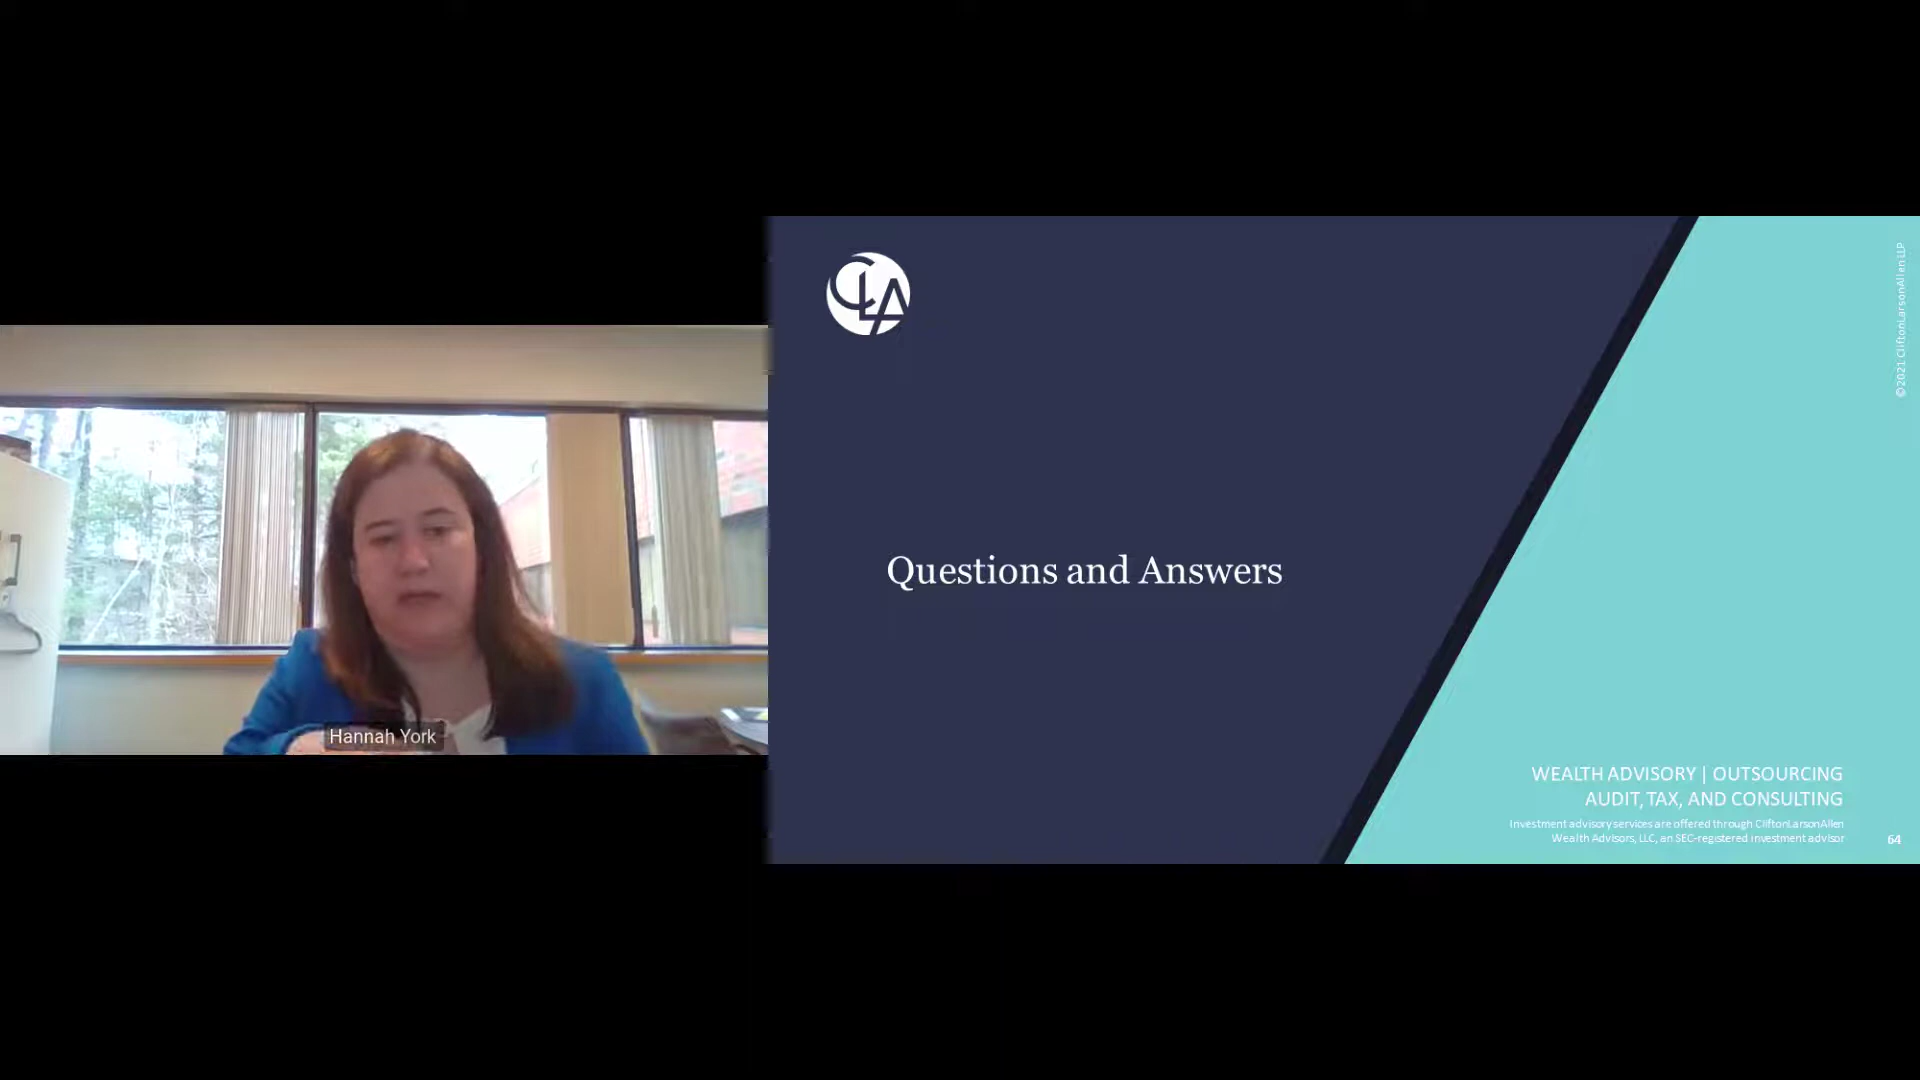 Hannah York
CLA
Questions and Answers
©2021 CliftonLarsonAllen LLP
WEALTH ADVISORY | OUTSOURCING
AUDIT, TAX, AND CONSULTING
Investment advisory services are offered through CliftonLarsonAllen
Wealth Advisors, LLC, an SEC-registered investment advisor
64